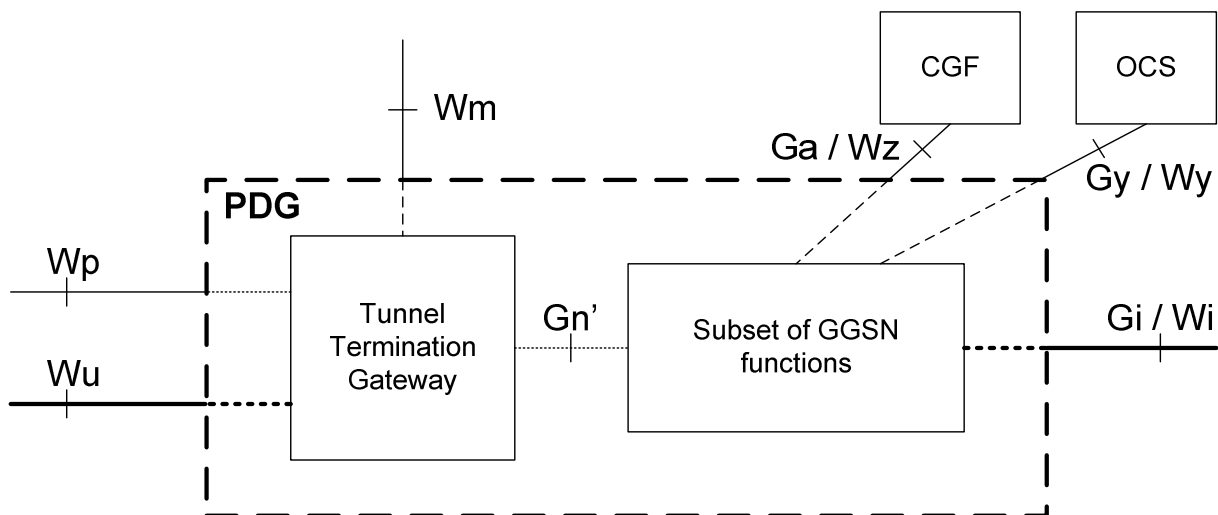 CGF
OCS
Wm
Ga / Wz
Gy / Wy
PDG
Wp
Tunnel
Termination
Gateway
Gn’
Subset of GGSN
functions
Gi / Wi
Wu